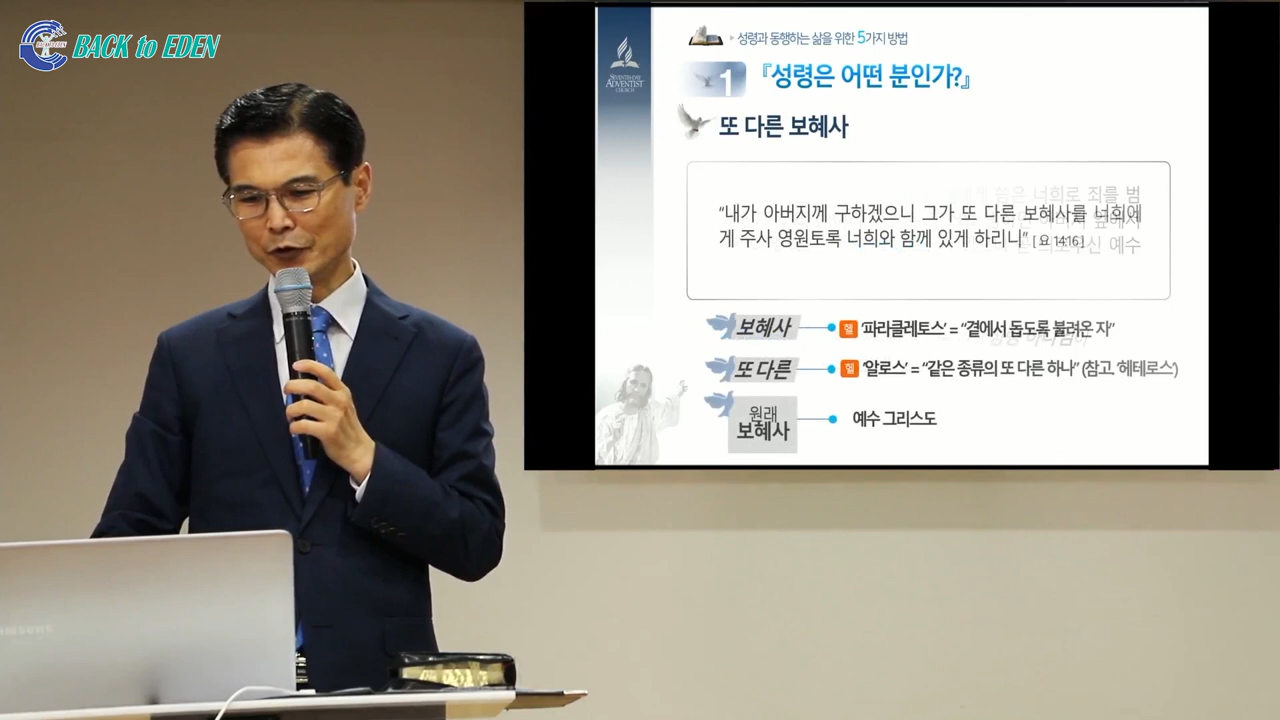 BACK to EDEN
성령과 동행하는 삶을 위한 5가지 방법
SEVENTH-DAY
ADVENTIST
CHURCH
1 『성령은 어떤 분인가?』
또 다른 보혜사
“내가 아버지께 구하겠으니 그가 또 다른 보혜사를 너희에
게 주사 영원토록 너희와 함께 있게 하리니” [요 14:16]
보혜사 헬 ‘파라클레토스’ = “곁에서 돕도록 불려온 자”
또 다른 헬 ‘알로스’ = “같은 종류의 또 다른 하나” (참고. ‘헤테로스’)
원래
보혜사
예수 그리스도
SAMSUNG